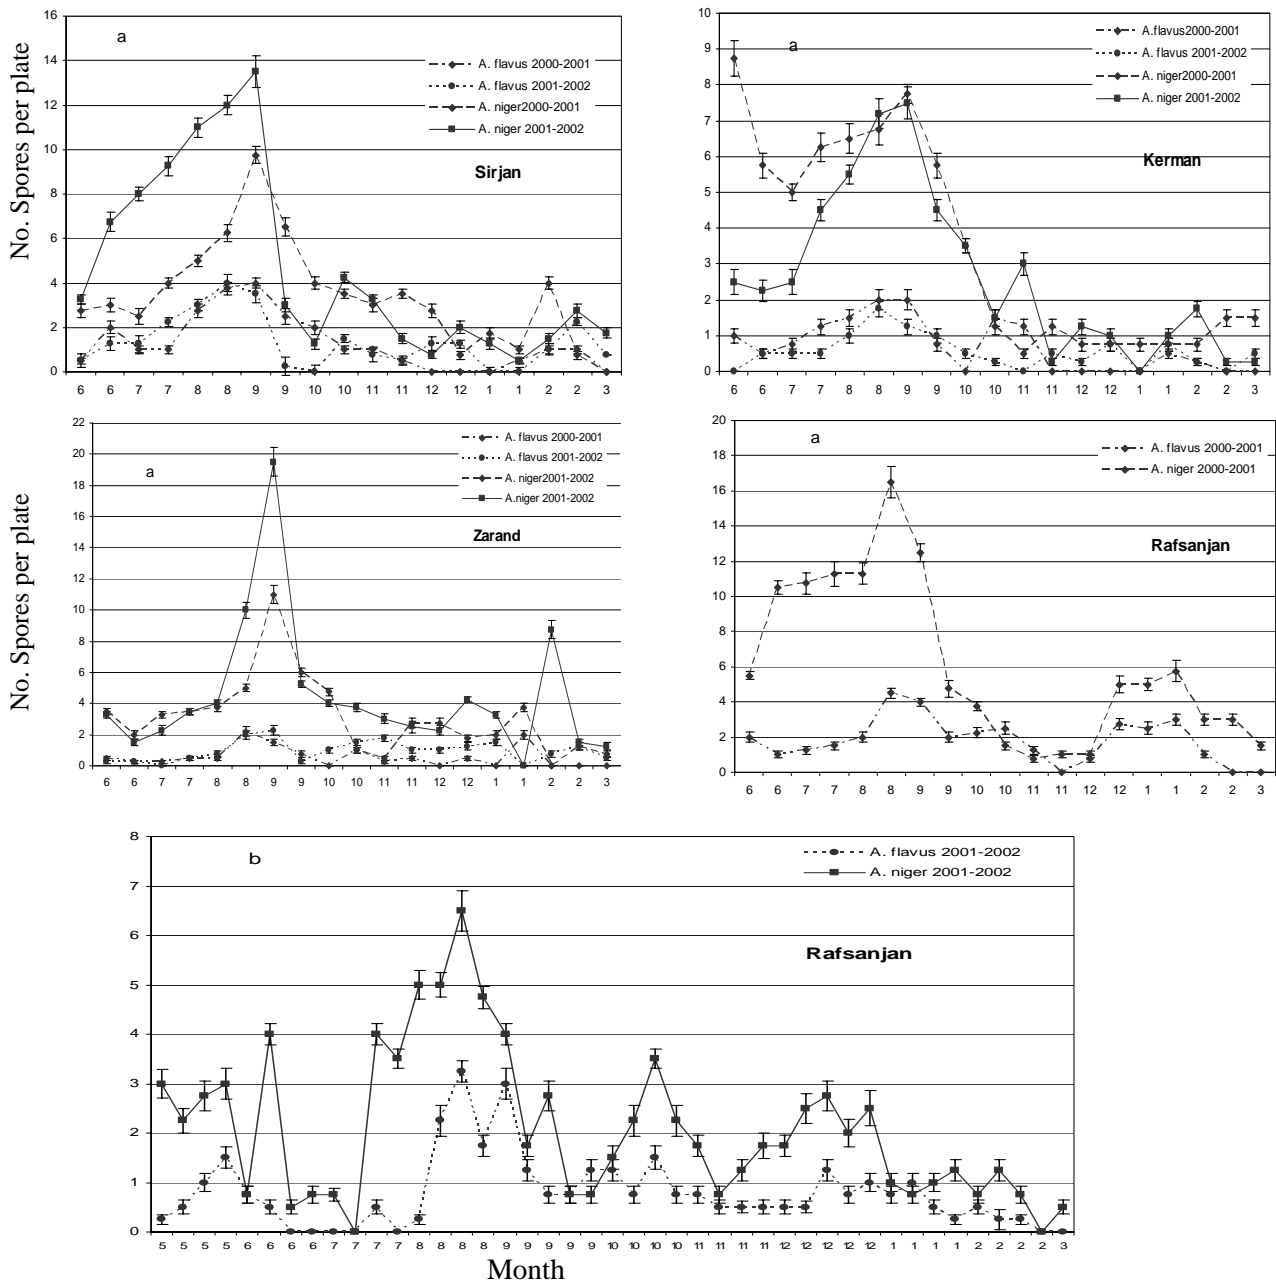 No. Spores per plate
16
14
12
10
8
6
4
2
0
a
A. flavus 2000-2001
A. flavus 2001-2002
A. niger2000-2001
A. niger 2001-2002
Sirjan
6 6 7 7 8 8 9 9 10 10 11 11 12 12 1 1 2 2 3
10
9
8
7
6
5
4
3
2
1
0
a
A.flavus2000-2001
A. flavus 2001-2002
A. niger2000-2001
A. niger 2001-2002
Kerman
6 6 7 7 8 8 9 9 10 10 11 11 12 12 1 1 2 2 3
No. Spores per plate
22
20
18
16
14
12
10
8
6
4
2
0
a
A. flavus 2000-2001
A. flavus 2001-2002
A. niger2001-2002
A.niger 2001-2002
Zarand
6 6 7 7 8 8 9 9 10 10 11 11 12 12 1 1 2 2 3
20
18
16
14
12
10
8
6
4
2
0
a
A. flavus 2000-2001
A. niger 2000-2001
Rafsanjan
6 6 7 7 8 8 9 9 10 10 11 11 12 12 1 1 2 2 3
8
7
6
5
4
3
2
1
0
b
A. flavus 2001-2002
A. niger 2001-2002
Rafsanjan
5 5 5 5 6 6 6 6 7 7 7 7 8 8 8 8 9 9 9 9 9 10 10 10 10 11 11 11 11 12 12 12 12 12 1 1 1 1 2 2 2 2 3
Month